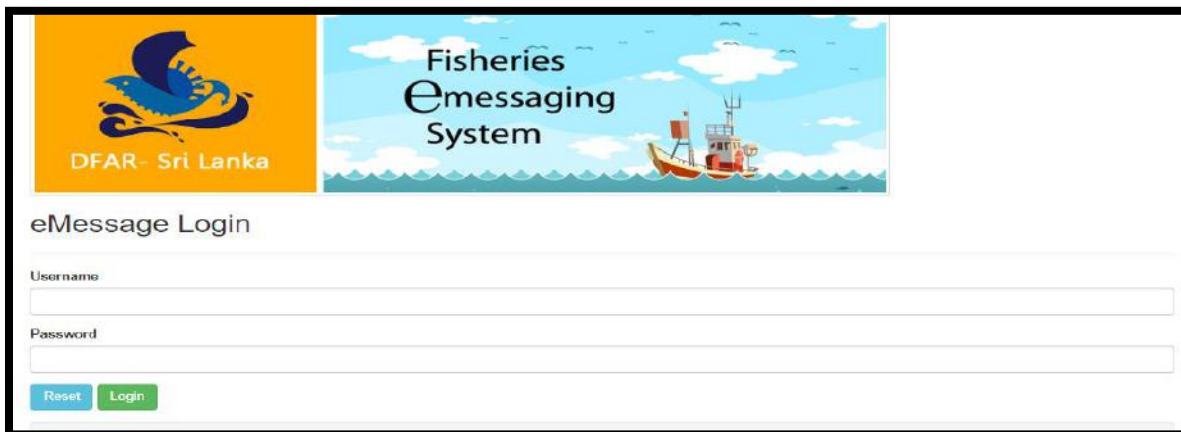 DFAR- Sri Lanka
Fisheries
emessaging
System
eMessage Login
Username
Password
Reset
Login